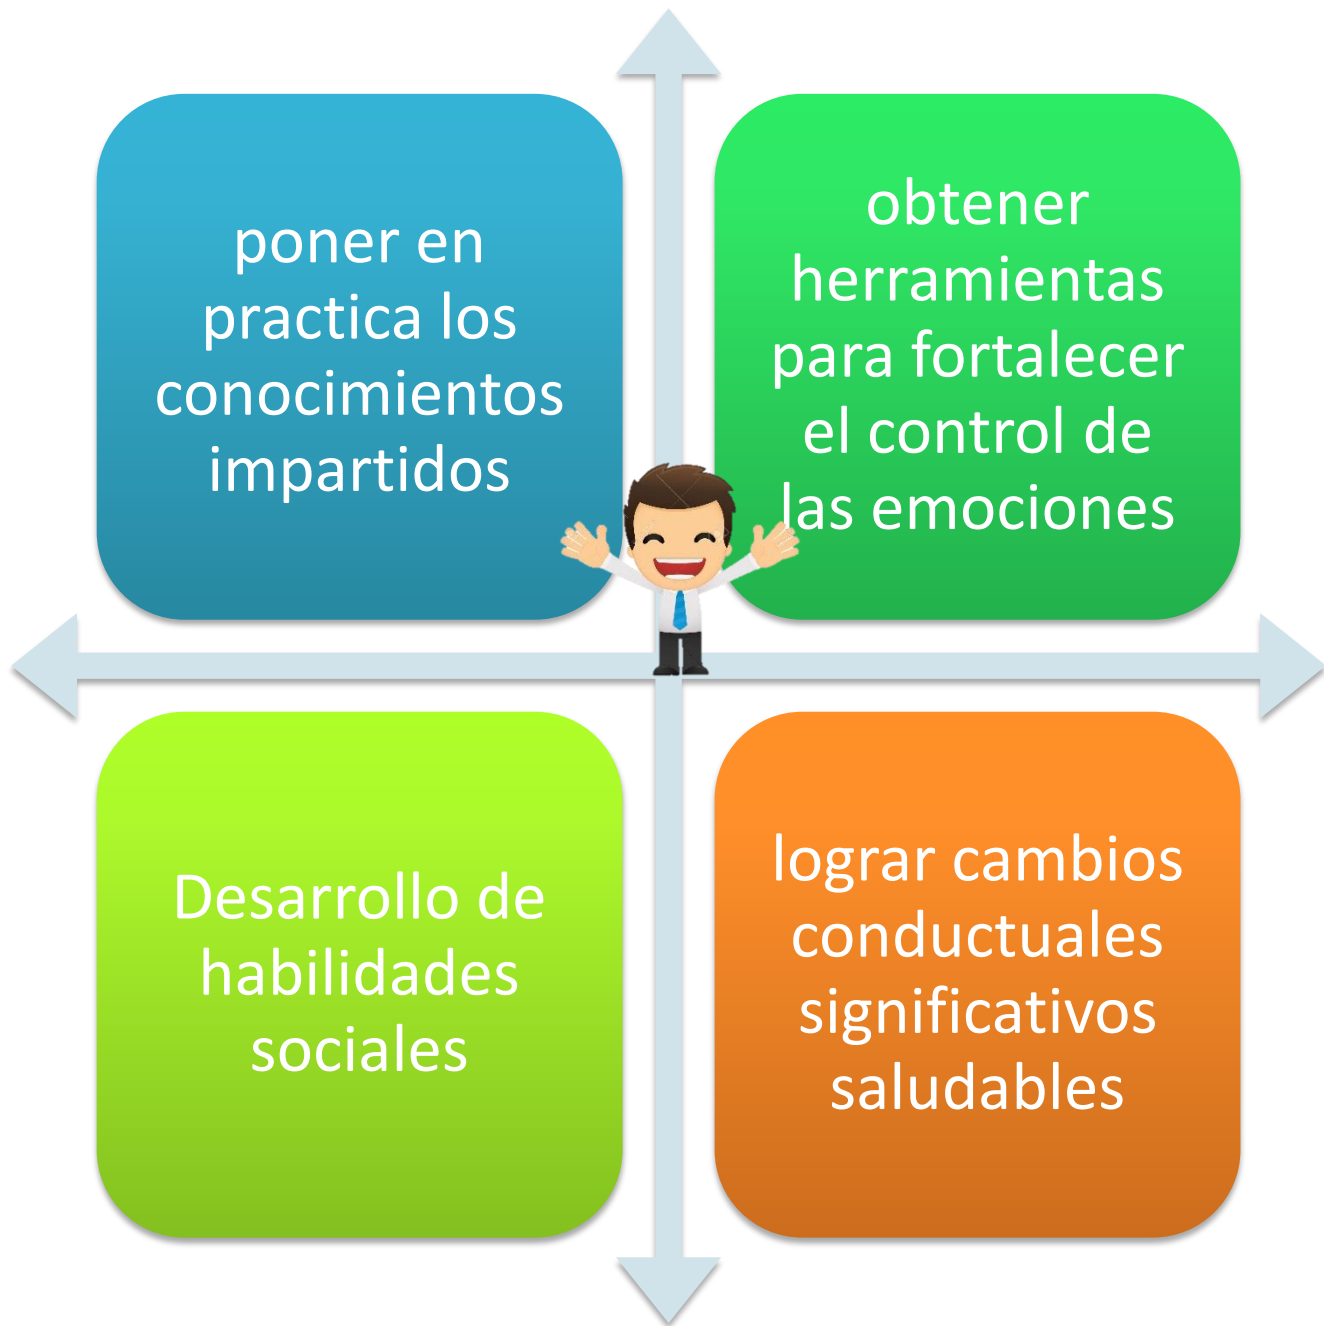 poner en
practica los
conocimientos
impartidos
obtener
herramientas
para fortalecer
el control de
las emociones
Desarrollo de
habilidades
sociales
lograr cambios
conductuales
significativos
saludables